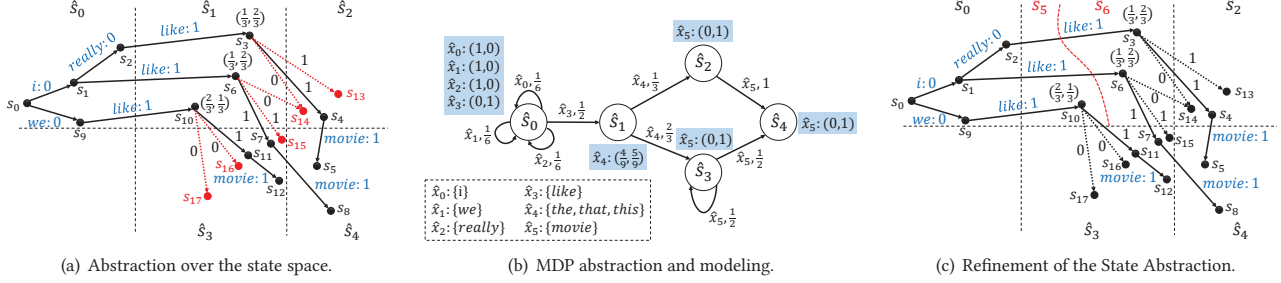 ŝ₀ ŝ₁ ŝ₂
(1/3, 2/3)
like: 1
s₃
really: 0
s₂
(1/3, 2/3)
1
0
i: 0
like: 1
s₁
s₆
1
0
s₁₃
s₀
like: 1
(2/3, 1/3)
s₁₄
s₄
we: 0
s₉
s₁₀
1
s₇
s₁₅
movie: 1
1
0
0
s₁₁
s₁₆
s₅
movie: 1
s₁₂
movie: 1
s₁₇
s₈
ŝ₃ ŝ₄
(a) Abstraction over the state space.
x̂₅: (0,1)
x̂₀: (1,0)
x̂₁: (1,0)
x̂₂: (1,0)
x̂₃: (0,1)
ŝ₂
x̂₀, 1/6
x̂₄, 1/3
x̂₅, 1
x̂₃, 1/2
ŝ₀
ŝ₁
ŝ₄
x̂₅: (0,1)
x̂₁, 1/6
x̂₂, 1/6
x̂₄, 2/3
x̂₅: (0,1)
x̂₄: (4/9, 5/9)
ŝ₃
x̂₅, 1/2
x̂₅, 1/2
x̂₀: {i} x̂₃: {like}
x̂₁: {we} x̂₄: {the, that, this}
x̂₂: {really} x̂₅: {movie}
(b) MDP abstraction and modeling.
s₀ s₅ s₆ s₂
(1/3, 2/3)
like: 1
s₃
really: 0
s₂
(1/3, 2/3)
1
0
i: 0
like: 1
s₁
s₆
1
0
s₁₃
s₀
like: 1
(2/3, 1/3)
s₁₄
s₄
we: 0
s₉
s₁₀
1
s₇
s₁₅
movie: 1
1
0
0
s₁₁
s₁₆
s₅
movie: 1
s₁₂
movie: 1
s₁₇
s₈
ŝ₃ ŝ₄
(c) Refinement of the State Abstraction.